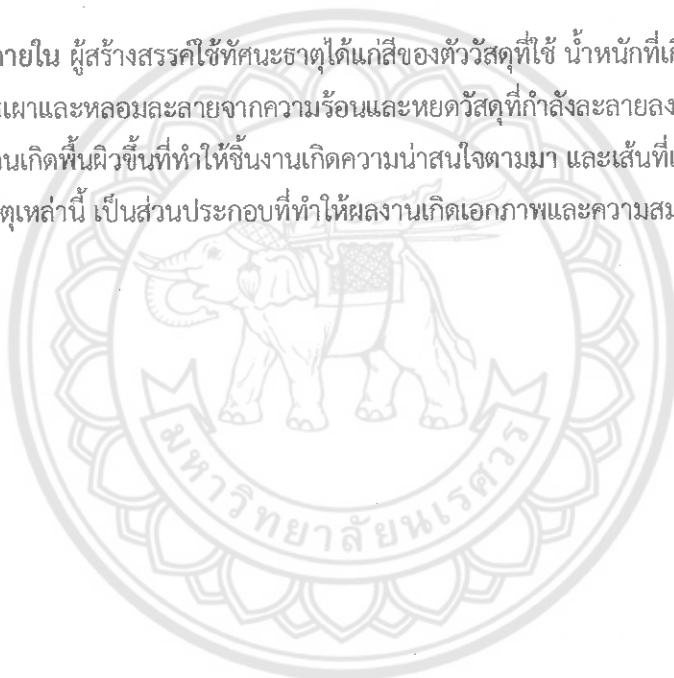 ภายใน ผู้สร้างสรรค์ใช้ทัศนะธาตุได้แก่สีของตัววัสดุที่ใช้ น้ำหนักที่
เผาและหลอมละลายจากความร้อนและหยดวัสดุที่กำลังละลายลง
นเกิดพื้นผิวขึ้นที่ทำให้ชิ้นงานเกิดความน่าสนใจตามมา และเส้นที่
ตุเหล่านี้ เป็นส่วนประกอบที่ทำให้ผลงานเกิดเอกภาพและความสม
มหาวิทยาลัยนเรศวร